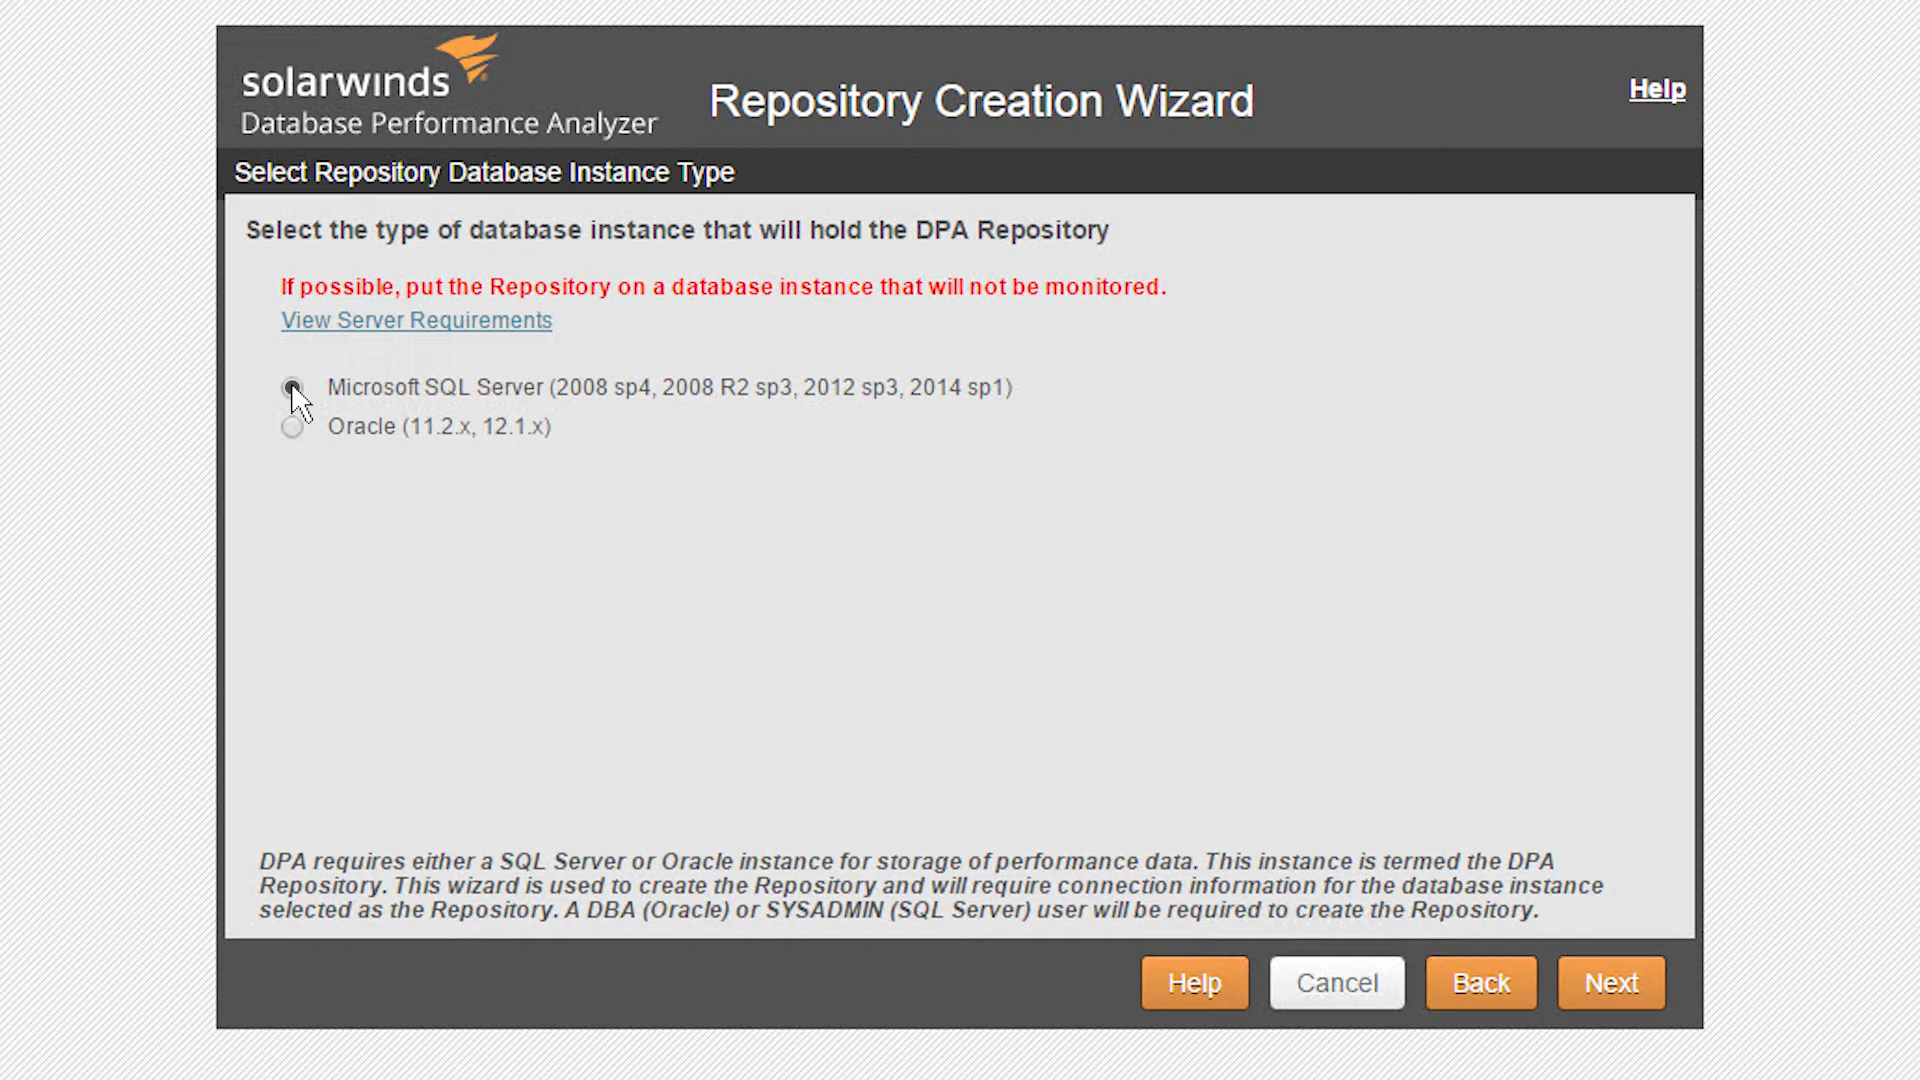 solarwinds
Database Performance Analyzer
Repository Creation Wizard
Help
Select Repository Database Instance Type
Select the type of database instance that will hold the DPA Repository
If possible, put the Repository on a database instance that will not be monitored.
View Server Requirements
Microsoft SQL Server (2008 sp4, 2008 R2 sp3, 2012 sp3, 2014 sp1)
Oracle (11.2.x, 12.1.x)
DPA requires either a SQL Server or Oracle instance for storage of performance data. This instance is termed the DPA
Repository. This wizard is used to create the Repository and will require connection information for the database instance
selected as the Repository. A DBA (Oracle) or SYSADMIN (SQL Server) user will be required to create the Repository.
Help
Cancel
Back
Next